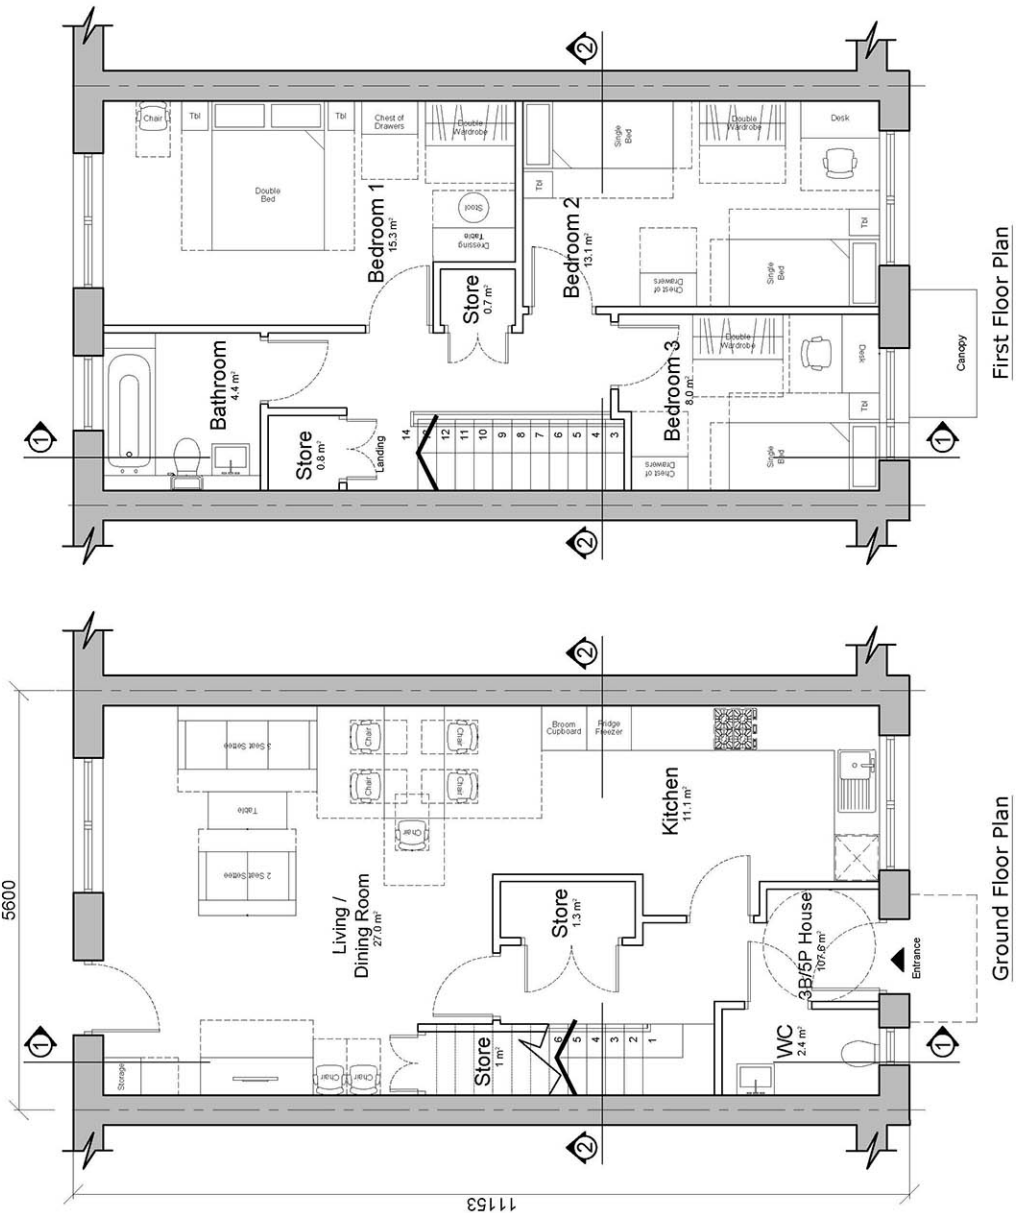 First Floor Plan
2
2
1
1
Chair
Tbl
Double
Bed
Tbl
Chest of
Drawers
Double
Wardrobe
Stool
Dressing
Table
Bedroom 1
15.3 m²
Single
Bed
Tbl
Double
Wardrobe
Desk
Tbl
Single
Bed
Chest of
Drawers
Bedroom 2
13.1 m²
Store
0.7 m²
Bathroom
4.4 m²
Store
0.8 m²
Landing
14
13
12
11
10
9
8
7
6
5
4
3
Bedroom 3
8.0 m²
Double
Wardrobe
Desk
Tbl
Single
Bed
Chest of
Drawers
Canopy
Ground Floor Plan
5600
11153
2
2
1
1
3 Seat Settee
Table
2 Seat Settee
Chair
Chair
Chair
Chair
Chair
Broom
Cupboard
Fridge
Freezer
Kitchen
11.1 m²
Living /
Dining Room
27.0 m²
Store
1.3 m²
3B/5P House
107.6 m²
Entrance
Storage
Chair
Chair
Store
1 m²
6
5
4
3
2
1
WC
2.4 m²